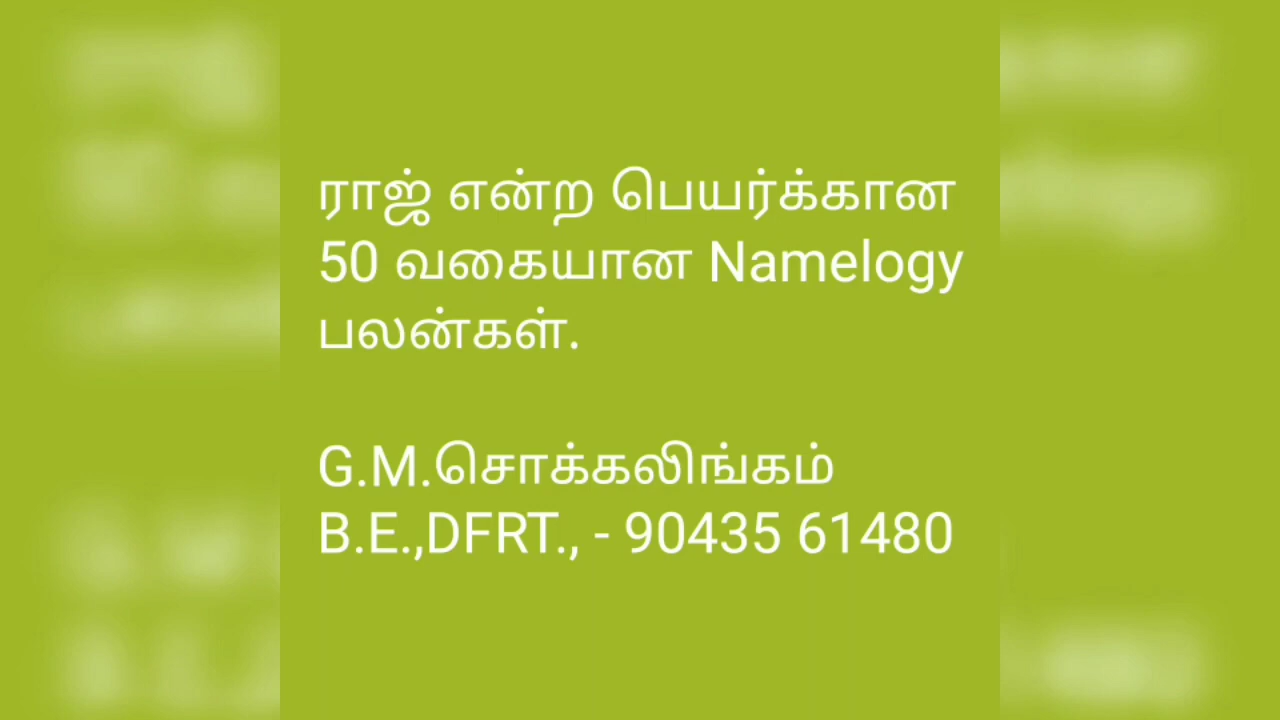 ராஜ் என்ற பெயர்க்கான
50 வகையான Namelogy
பலன்கள்.
G.M.சொக்கலிங்கம்
B.E.,DFRT., - 90435 61480